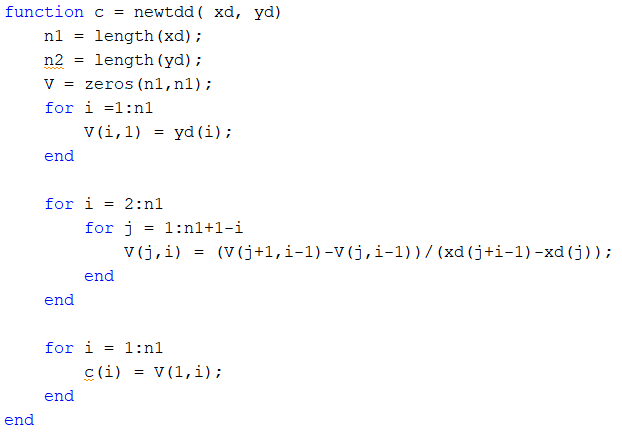 function c = newtdd( xd, yd)
    n1 = length(xd);
    n2 = length(yd);
    V = zeros(n1,n1);
    for i =1:n1
        V(i,1) = yd(i);
    end

    for i = 2:n1
        for j = 1:n1+1-i
            V(j,i) = (V(j+1,i-1)-V(j,i-1))/(xd(j+i-1)-xd(j));
        end
    end

    for i = 1:n1
        c(i) = V(1,i);
    end
end